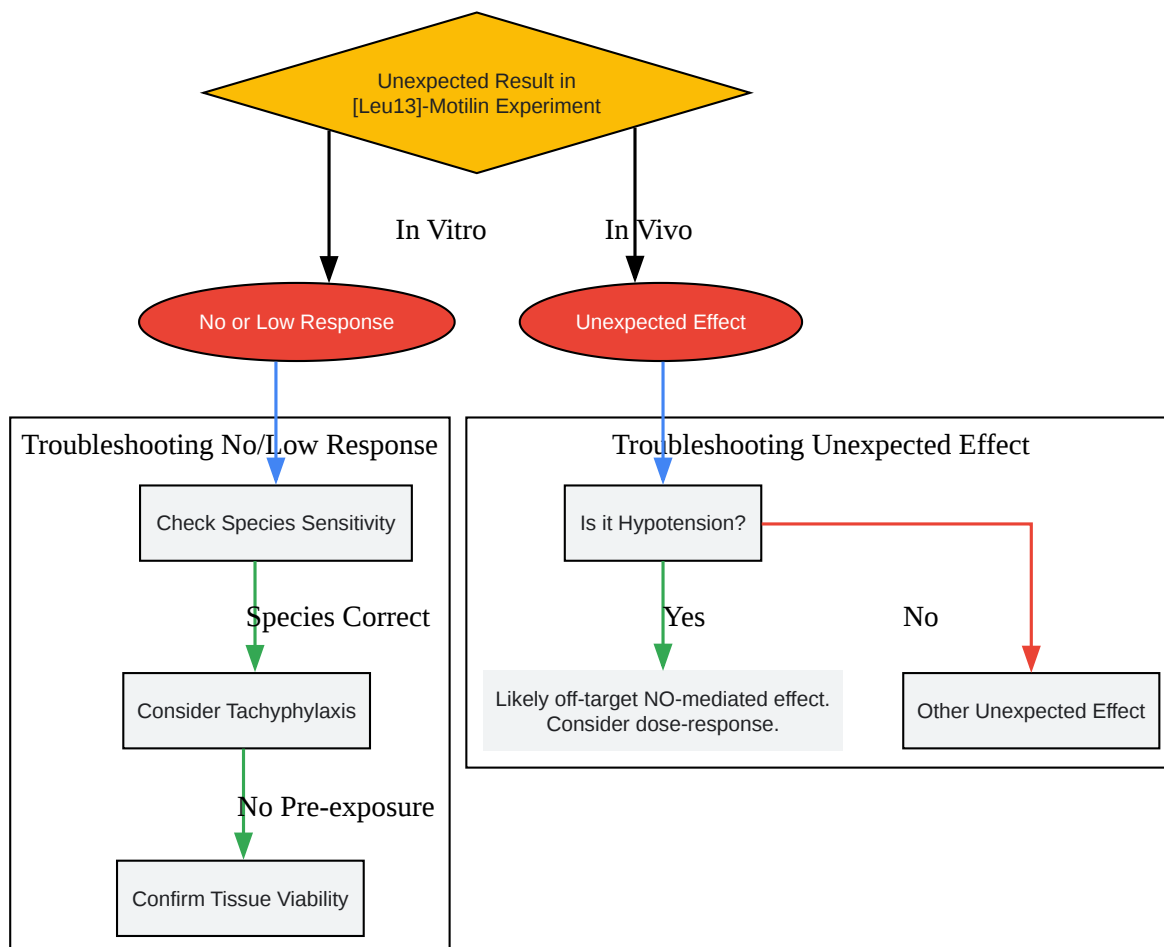 Unexpected Result in
[Leu13]-Motilin Experiment
In Vitro
In Vivo
No or Low Response
Unexpected Effect
Troubleshooting No/Low Response
Troubleshooting Unexpected Effect
Check Species Sensitivity
Is it Hypotension?
Species Correct
Yes
No
Consider Tachyphylaxis
Likely off-target NO-mediated effect.
Consider dose-response.
Other Unexpected Effect
No Pre-exposure
Confirm Tissue Viability